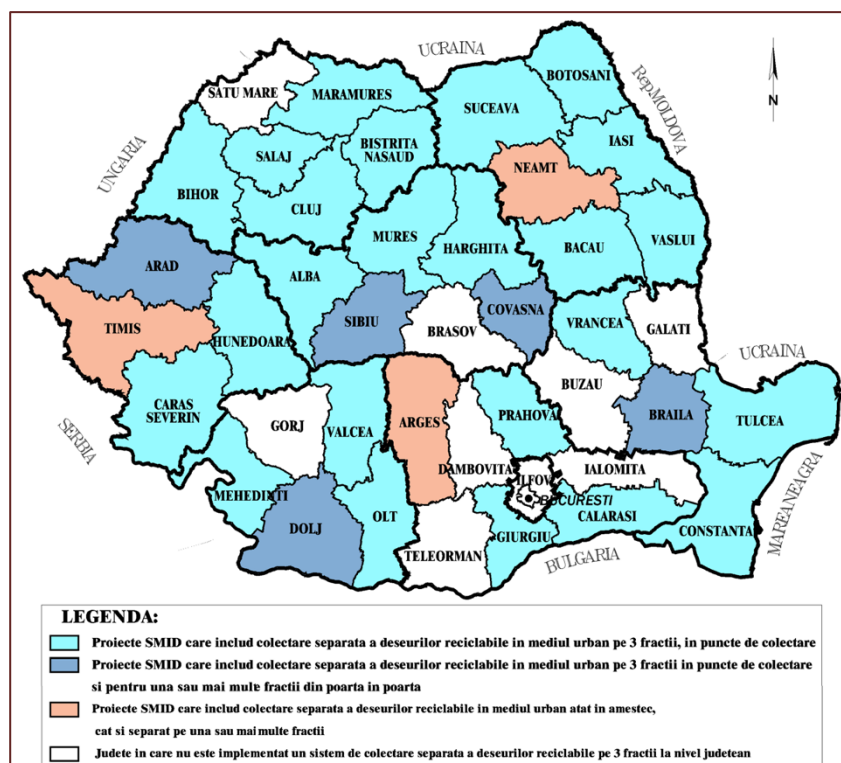 UCRAINA
BOTOSANI
SATU MARE
MARAMURES
SUCEAVA
Rep.MOLDOVA
N
UNGARIA
SALAJ
BISTRITA
NASAUD
IASI
NEAMT
BIHOR
CLUJ
MURES
HARGHITA
BACAU
VASLUI
ARAD
ALBA
TIMIS
HUNEDOARA
SIBIU
BRASOV
COVASNA
VRANCEA
GALATI
UCRAINA
CARAS
SEVERIN
GORJ
VALCEA
ARGES
PRAHOVA
BUZAU
BRAILA
TULCEA
SERBIA
DAMBOVITA
ILFOV
IALOMITA
BUCURESTI
MEHEDINTI
DOLJ
OLT
TELEORMAN
GIURGIU
CALARASI
CONSTANTA
MAREA NEAGRA
BULGARIA
LEGENDA:
Proiecte SMID care includ colectare separata a deseurilor reciclabile in mediul urban pe 3 fractii, in puncte de colectare
Proiecte SMID care includ colectare separata a deseurilor reciclabile in mediul urban pe 3 fractii in puncte de colectare
si pentru una sau mai multe fractii din poarta in poarta
Proiecte SMID care includ colectare separata a deseurilor reciclabile in mediul urban atat in amestec,
cat si separat pe una sau mai multe fractii
Judete in care nu este implementat un sistem de colectare separata a deseurilor reciclabile pe 3 fractii la nivel judetean